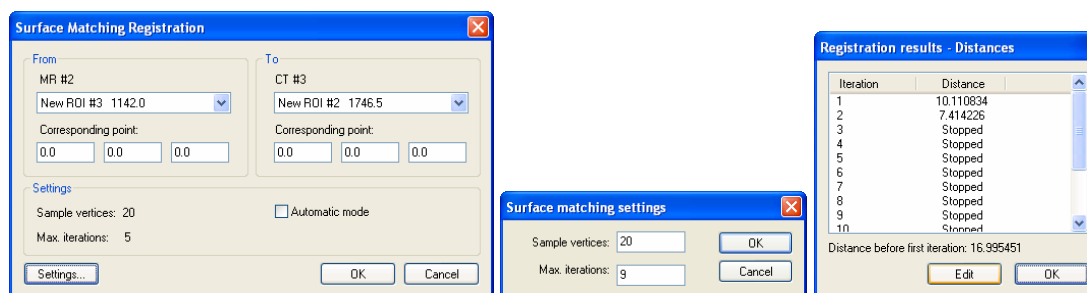 Surface Matching Registration
From
MR #2
New ROI #3 1142.0
Corresponding point:
0.0 0.0 0.0
To
CT #3
New ROI #2 1746.5
Corresponding point:
0.0 0.0 0.0
Settings
Sample vertices: 20
Automatic mode
Max. iterations: 5
Settings...
OK
Cancel
Surface matching settings
Sample vertices: 20
OK
Max. iterations: 9
Cancel
Registration results - Distances
Iteration Distance
1 10.110834
2 7.414226
3 Stopped
4 Stopped
5 Stopped
6 Stopped
7 Stopped
8 Stopped
9 Stopped
10 Stopped
Distance before first iteration: 16.995451
Edit
OK